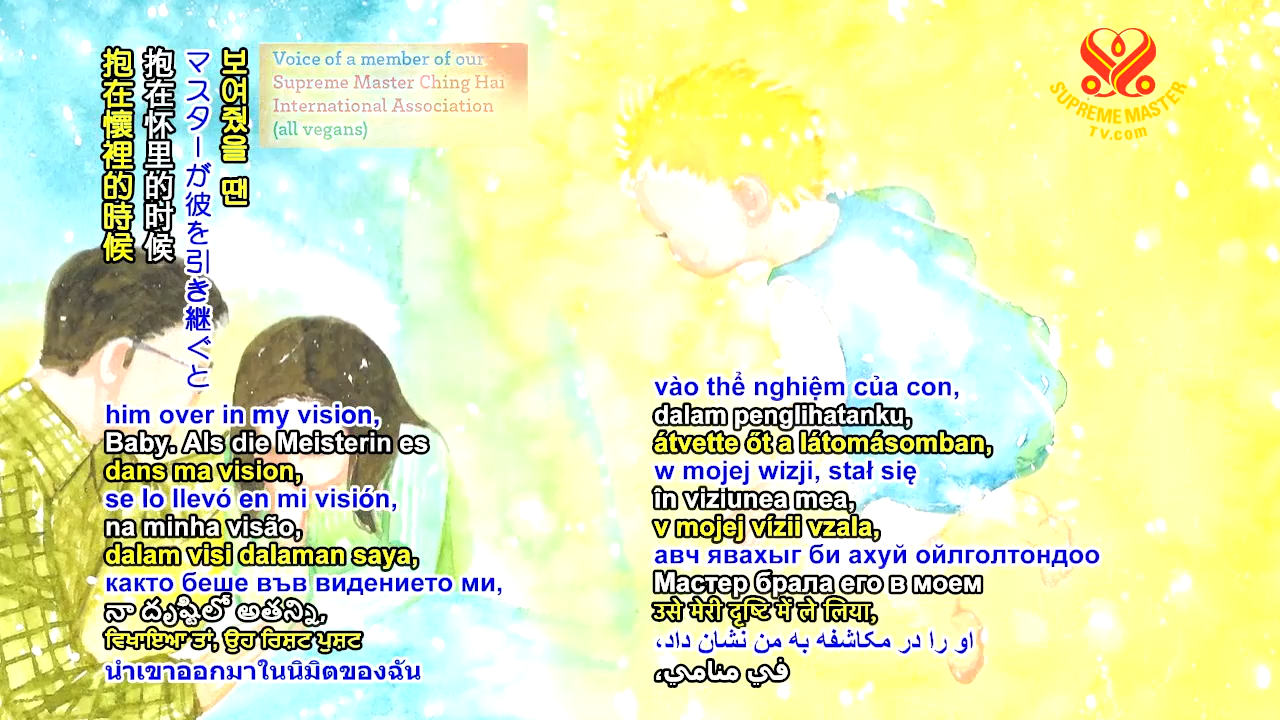 抱在懷裡的時候
抱在怀里的时候
マスターが彼を引き継ぐと
보여줬을 땐
Voice of a member of our
Supreme Master Ching Hai
International Association
(all vegans)
SUPREME MASTER
TV.com
him over in my vision,
Baby. Als die Meisterin es
dans ma vision,
se lo llevó en mi visión,
na minha visão,
dalam visi dalaman saya,
както беше във видението ми,
నా దృష్టిలో అతన్ని,
ਵਿਖਾਇਆ ਤਾਂ, ਉਹ ਰਿਸ਼ਟ ਪੁਸ਼ਟ
นำเขาออกมาในนิมิตของฉัน
vào thể nghiệm của con,
dalam penglihatanku,
átvette őt a látomásomban,
w mojej wizji, stał się
în viziunea mea,
v mojej vízii vzala,
авч явахыг би ахуй ойлголтондоо
Мастер брала его в моем
उसे मेरी दृष्टि में ले लिया,
او را در مکاشفه به من نشان داد،
في منامي،